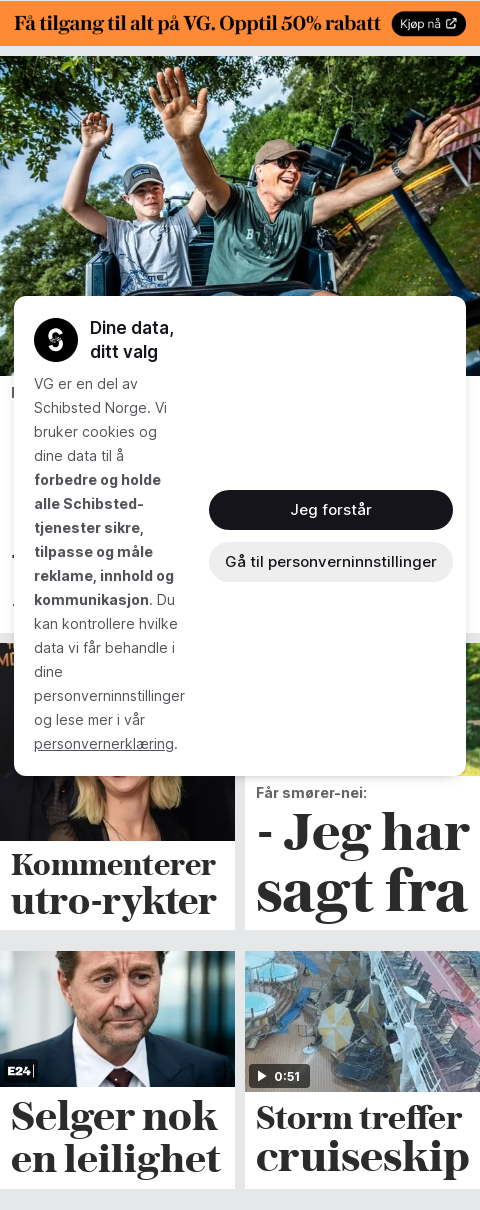 Få tilgang til alt på VG. Opptil 50% rabatt
Kjøp nå
Dine data,
ditt valg
VG er en del av
Schibsted Norge. Vi
bruker cookies og
dine data til å
forbedre og holde
alle Schibsted-
tjenester sikre,
tilpasse og måle
reklame, innhold og
kommunikasjon. Du
kan kontrollere hvilke
data vi får behandle i
dine
personverninnstillinger
og lese mer i vår
personvernerklæring.
Jeg forstår
Gå til personverninnstillinger
Kommenterer
utro-rykter
Får smører-nei:
- Jeg har
sagt fra
E24
Selger nok
en leilighet
0:51
Storm treffer
cruiseskip